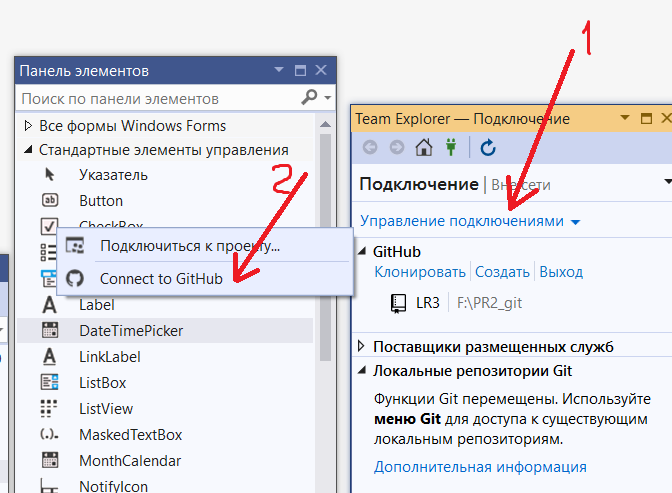 1
Панель элементов
Поиск по панели элементов
Все формы Windows Forms
Стандартные элементы управления
Указатель
2
Button
CheckBox
Подключиться к проекту...
Connect to GitHub
Label
DateTimePicker
LinkLabel
ListBox
ListView
MaskedTextBox
MonthCalendar
NotifyIcon
Team Explorer — Подключение
Подключение | Вне сети
Управление подключениями
GitHub
Клонировать | Создать | Выход
LR3 F:\PR2_git
Поставщики размещенных служб
Локальные репозитории Git
Функции Git перемещены. Используйте
меню Git для доступа к существующим
локальным репозиториям.
Дополнительная информация